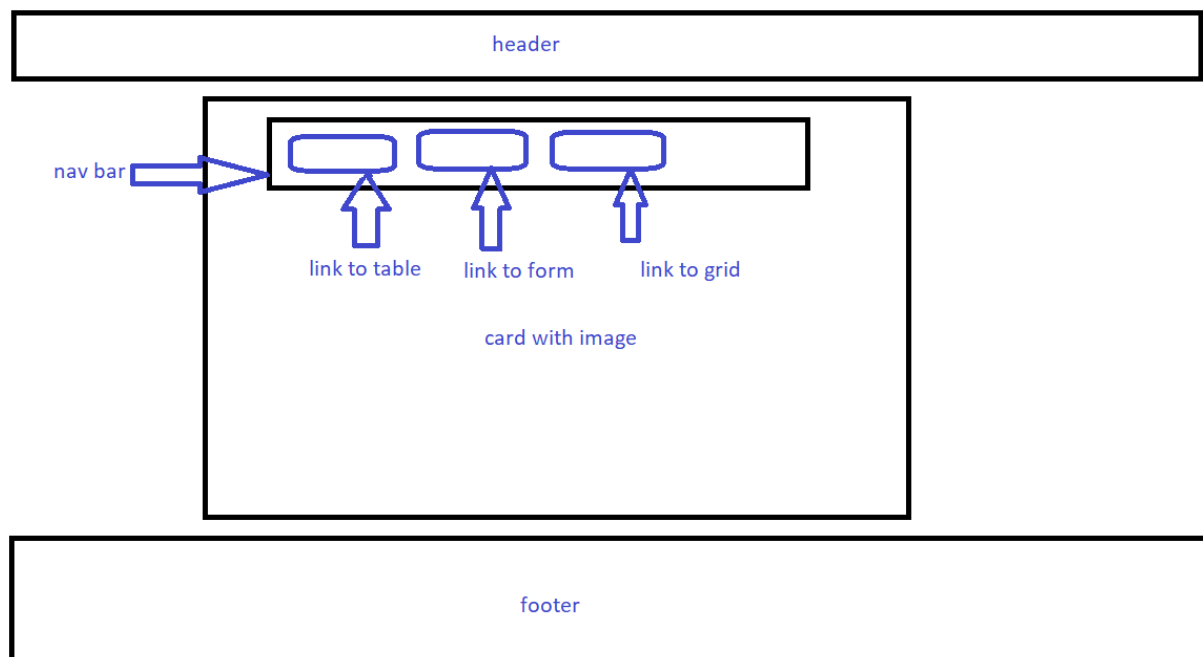 header
nav bar
link to table
link to form
link to grid
card with image
footer